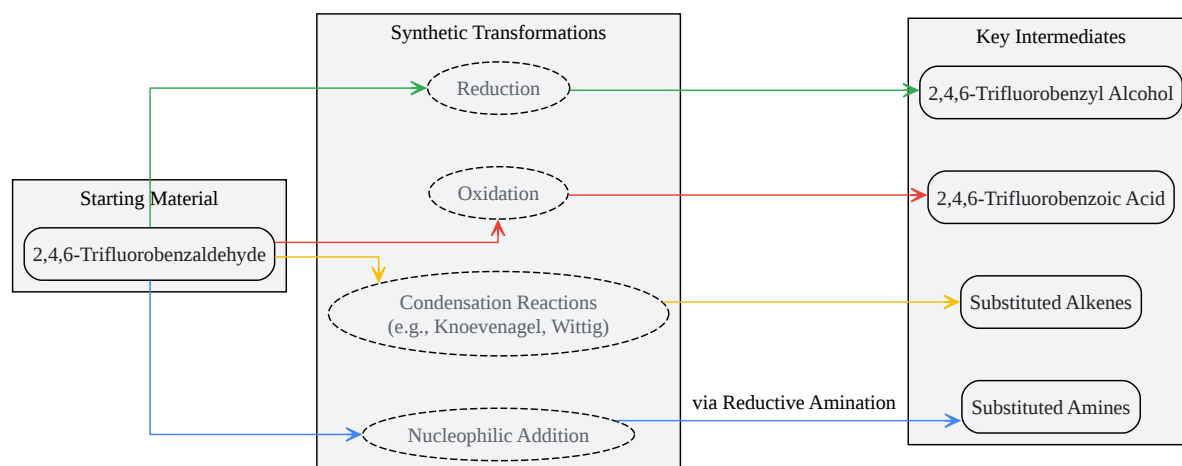 Synthetic Transformations
Key Intermediates
Reduction
2,4,6-Trifluorobenzyl Alcohol
Starting Material
Oxidation
2,4,6-Trifluorobenzoic Acid
2,4,6-Trifluorobenzaldehyde
Condensation Reactions
(e.g., Knoevenagel, Wittig)
Substituted Alkenes
via Reductive Amination
Substituted Amines
Nucleophilic Addition